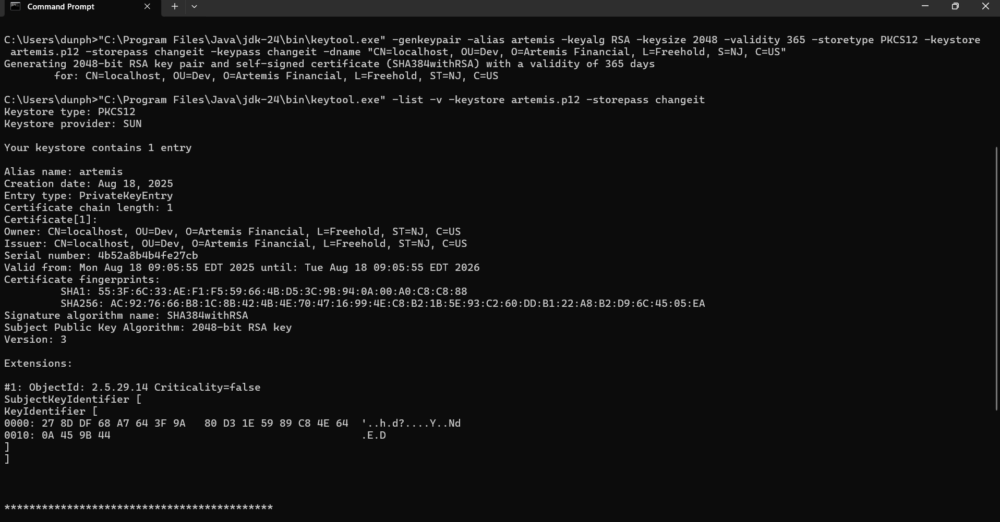 Command Prompt
C:\Users\dunph>"C:\Program Files\Java\jdk-24\bin\keytool.exe" -genkeypair -alias artemis -keyalg RSA -keysize 2048 -validity 365 -storetype PKCS12 -keystore
artemis.p12 -storepass changeit -keypass changeit -dname "CN=localhost, OU=Dev, O=Artemis Financial, L=Freehold, S=NJ, C=US"
Generating 2048-bit RSA key pair and self-signed certificate (SHA384withRSA) with a validity of 365 days
for: CN=localhost, OU=Dev, O=Artemis Financial, L=Freehold, ST=NJ, C=US
C:\Users\dunph>"C:\Program Files\Java\jdk-24\bin\keytool.exe" -list -v -keystore artemis.p12 -storepass changeit
Keystore type: PKCS12
Keystore provider: SUN
Your keystore contains 1 entry
Alias name: artemis
Creation date: Aug 18, 2025
Entry type: PrivateKeyEntry
Certificate chain length: 1
Certificate[1]:
Owner: CN=localhost, OU=Dev, O=Artemis Financial, L=Freehold, ST=NJ, C=US
Issuer: CN=localhost, OU=Dev, O=Artemis Financial, L=Freehold, ST=NJ, C=US
Serial number: 4b52a8b4b4fe27cb
Valid from: Mon Aug 18 09:05:55 EDT 2025 until: Tue Aug 18 09:05:55 EDT 2026
Certificate fingerprints:
SHA1: 55:3F:6C:33:AE:F1:F5:59:66:4B:D5:3C:9B:94:0A:00:A0:C8:C8:88
SHA256: AC:92:76:66:B8:1C:8B:42:4B:4E:70:47:16:99:4E:C8:B2:1B:5E:93:C2:60:DD:B1:22:A8:B2:D9:6C:45:05:EA
Signature algorithm name: SHA384withRSA
Subject Public Key Algorithm: 2048-bit RSA key
Version: 3
Extensions:
#1: ObjectId: 2.5.29.14 Criticality=false
SubjectKeyIdentifier [
KeyIdentifier [
0000: 27 8D DF 68 A7 64 3F 9A   80 D3 1E 59 89 C8 4E 64  '..h.d?....Y..Nd
0010: 0A 45 9B 44                                        .E.D
]
]
*******************************************